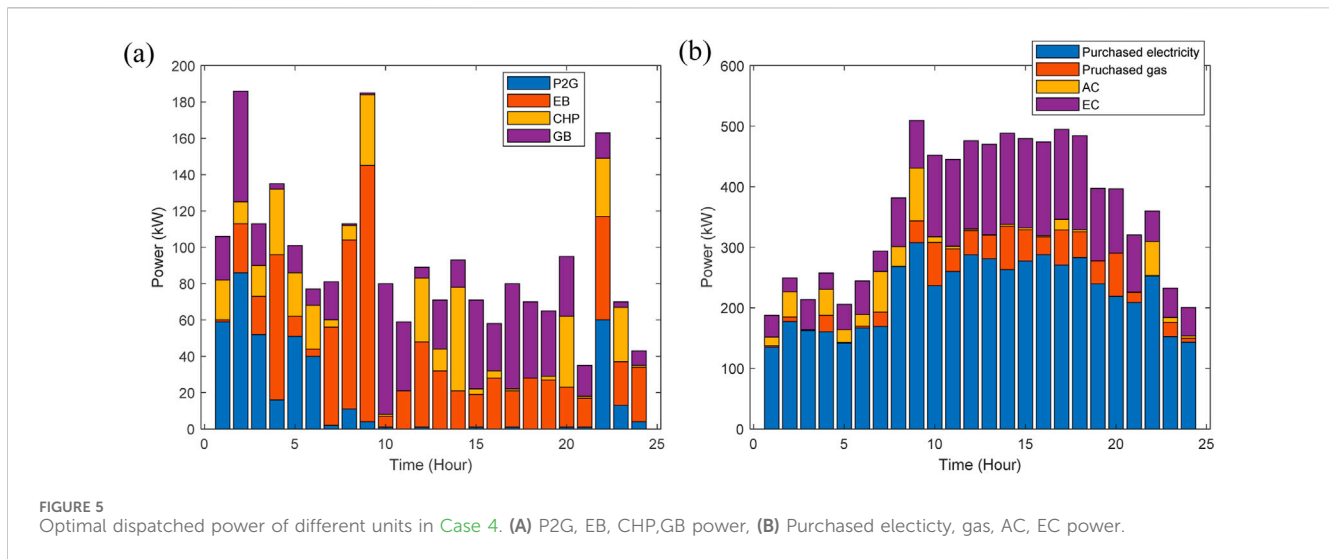 (a)
200
180
160
140
120
100
80
60
40
20
0
Power (kW)
0 5 10 15 20 25
Time (Hour)
P2G
EB
CHP
GB
(b)
600
500
400
300
200
100
0
Power (kW)
0 5 10 15 20 25
Time (Hour)
Purchased electricity
Pruchased gas
AC
EC
FIGURE 5
Optimal dispatched power of different units in Case 4. (A) P2G, EB, CHP,GB power, (B) Purchased electicty, gas, AC, EC power.